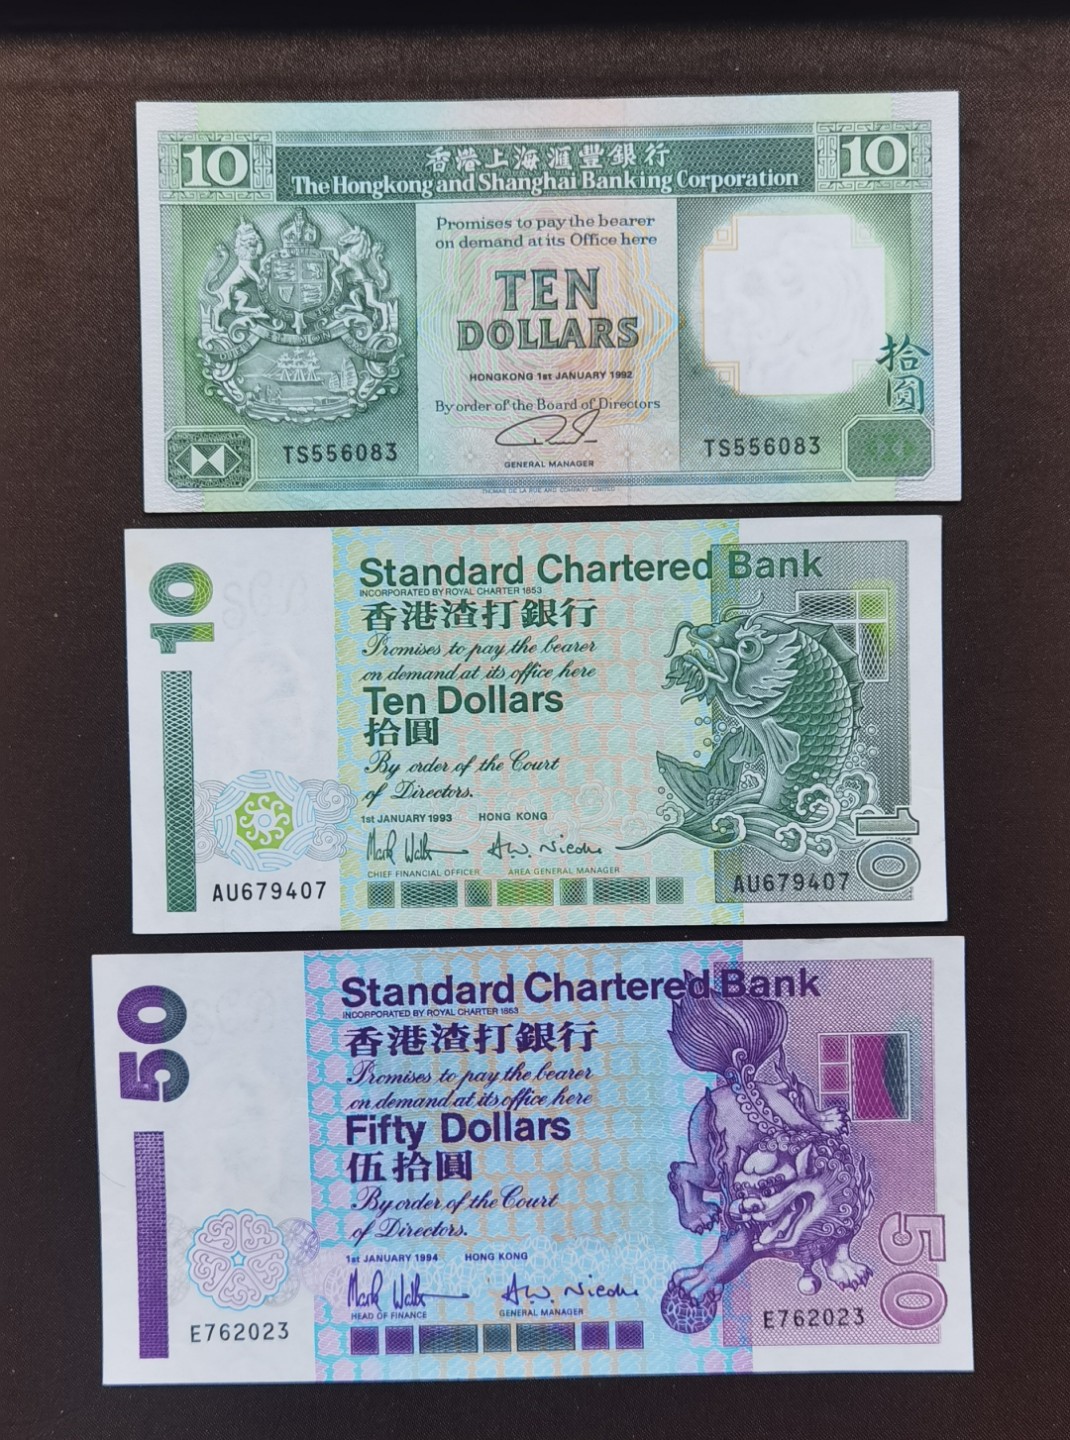 10
香港上海滙豐銀行
10
The Hongkong and Shanghai Banking Corporation
Promises to pay the bearer
on demand at its Office here
TEN
DOLLARS
HONGKONG 1st JANUARY 1992
By order of the Board of Directors
拾圓
TS556083
TS556083
GENERAL MANAGER
THOMAS DE LA RUE AND COMPANY LIMITED
10
Standard Chartered Bank
INCORPORATED BY ROYAL CHARTER 1853
香港渣打銀行
Promises to pay the bearer
on demand at its office here
Ten Dollars
拾圓
By order of the Court
of Directors.
1st JANUARY 1993 HONG KONG
CHIEF FINANCIAL OFFICER AREA GENERAL MANAGER
AU679407
AU679407
10
50
Standard Chartered Bank
INCORPORATED BY ROYAL CHARTER 1853
香港渣打銀行
Promises to pay the bearer
on demand at its office here
Fifty Dollars
伍拾圓
By order of the Court
of Directors.
1st JANUARY 1994 HONG KONG
HEAD OF FINANCE GENERAL MANAGER
E762023
E762023
50